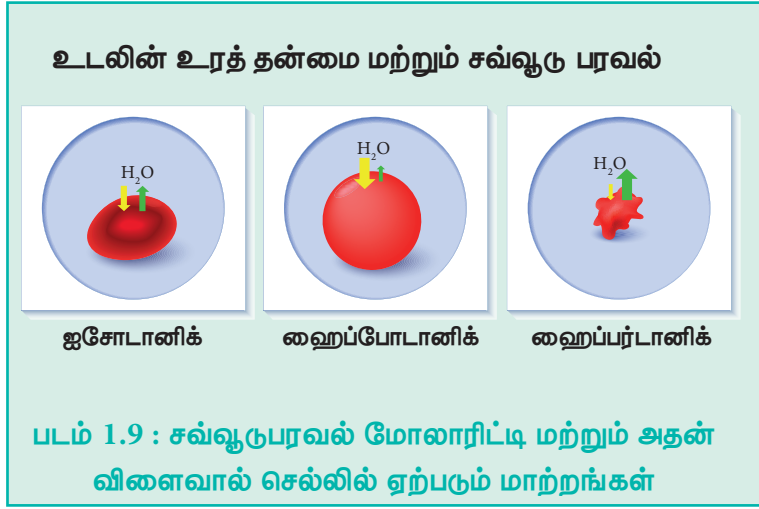 உடலின் உரத் தன்மை மற்றும் சவ்வூடு பரவல்
H₂O
H₂O
H₂O
ஐசோடானிக்
ஹைப்போடானிக்
ஹைப்பர்டானிக்
படம் 1.9 : சவ்வூடுபரவல் மோலாரிட்டி மற்றும் அதன்
விளைவால் செல்லில் ஏற்படும் மாற்றங்கள்